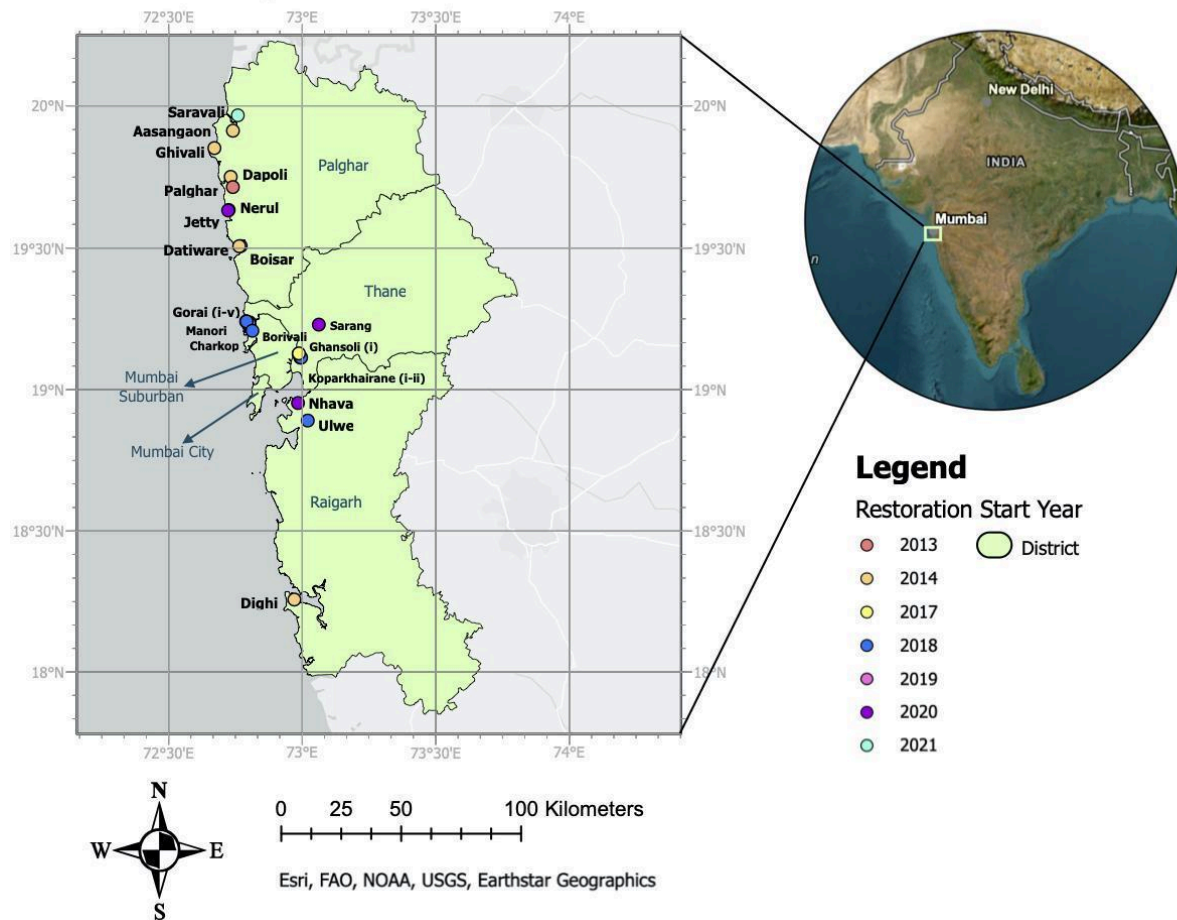 72°30'E 73°E 73°30'E 74°E
20°N
20°N
Saravali
Aasangaon
Ghivali
Palghar
Dapoli
Palghar
Nerul
Jetty
19°30'N
19°30'N
Datiware
Boisar
Thane
Gorai (i-v)
Manori
Charkop
Borivali
Sarang
Ghansoli (i)
19°N
19°N
Koparkhairane (i-ii)
Mumbai
Suburban
Nhava
Ulwe
Mumbai City
Raigarh
18°30'N
18°30'N
Dighi
18°N
18°N
72°30'E 73°E 73°30'E 74°E
New Delhi
INDIA
Mumbai
Legend
Restoration Start Year
2013
District
2014
2017
2018
2019
2020
2021
N
W E
S
0 25 50 100 Kilometers
Esri, FAO, NOAA, USGS, Earthstar Geographics